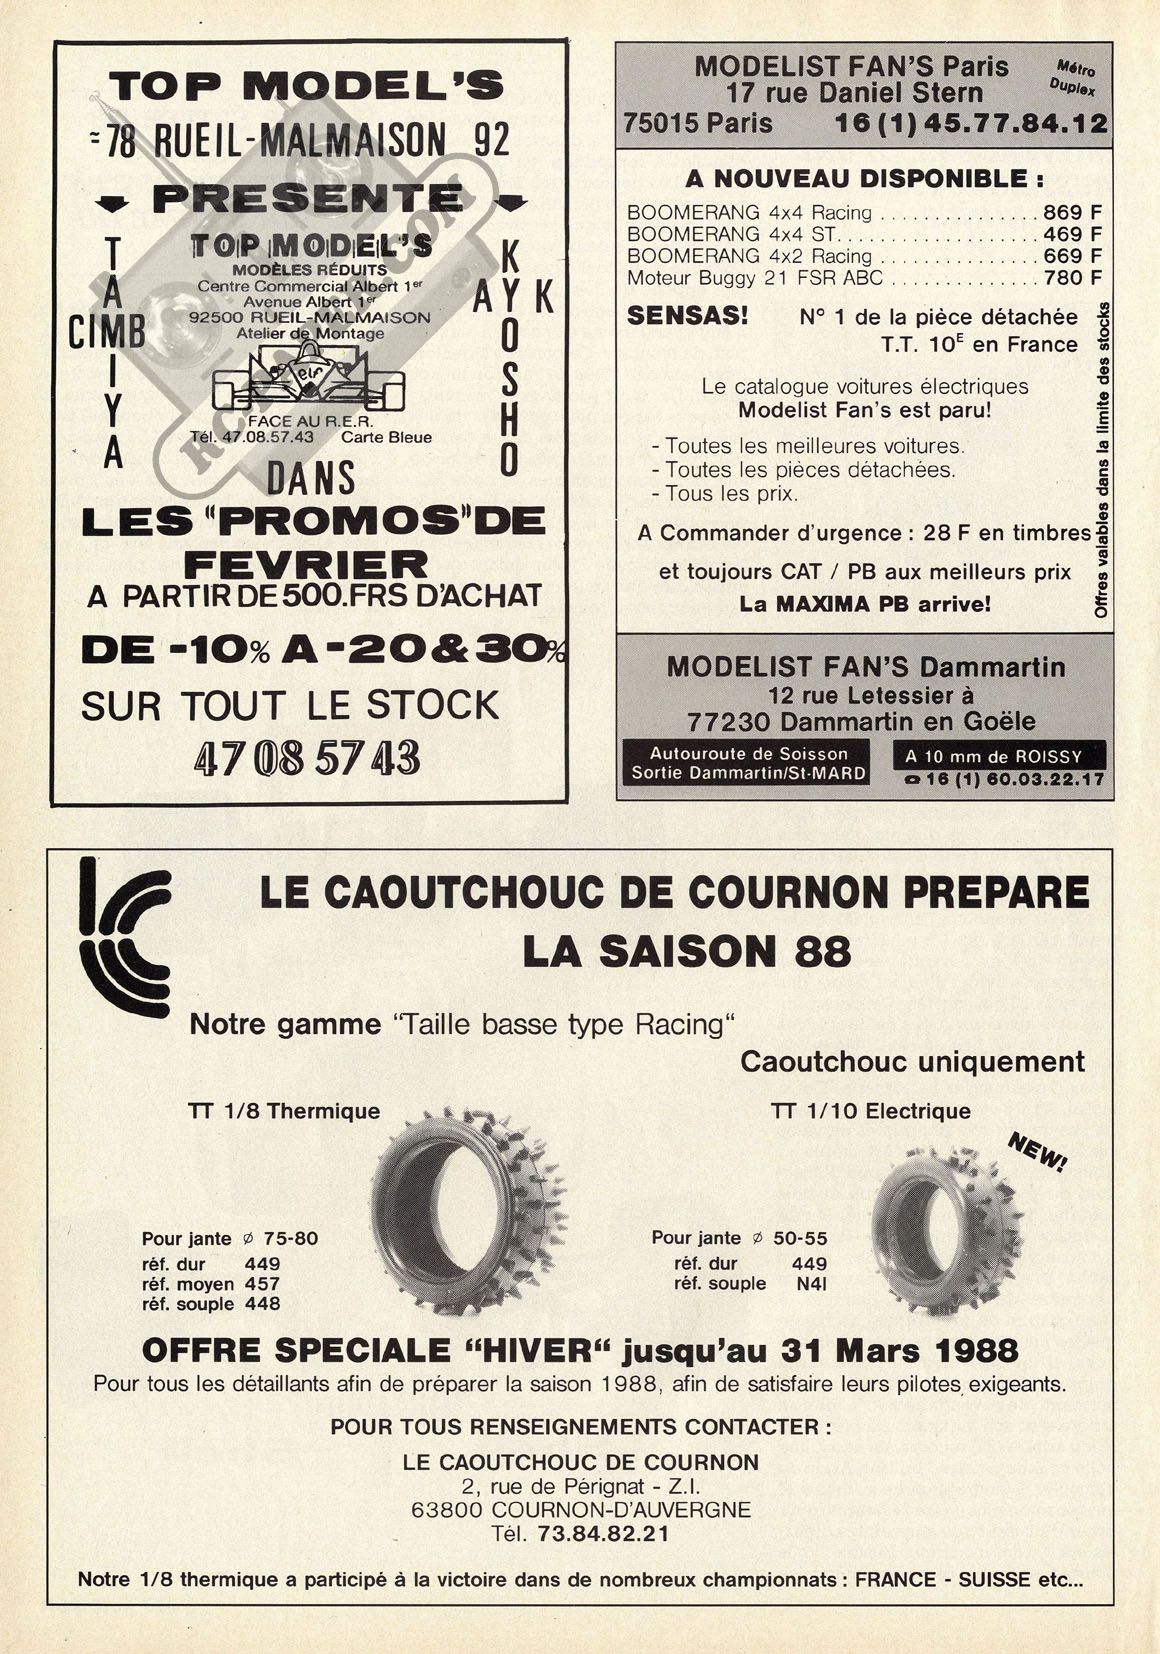 TOP MODEL'S
≈78 RUEIL-MALMAISON 92
PRESENTE
TAMIYA
CIMB
TOP MODEL'S
MODÈLES RÉDUITS
Centre Commercial Albert 1er
Avenue Albert 1er
92500 RUEIL-MALMAISON
Atelier de Montage
elf
FACE AU R.E.R.
Tél. 47.08.57.43 Carte Bleue
KYOSHO
AYK
DANS
LES "PROMOS" DE
FEVRIER
A PARTIR DE 500.FRS D'ACHAT
DE -10% A -20 & 30%
SUR TOUT LE STOCK
47 08 57 43
MODELIST FAN'S Paris
Métro
Duplex
17 rue Daniel Stern
75015 Paris 16 (1) 45.77.84.12
A NOUVEAU DISPONIBLE :
BOOMERANG 4x4 Racing . . . . . . . . . . . . . . . 869 F
BOOMERANG 4x4 ST. . . . . . . . . . . . . . . . . . . 469 F
BOOMERANG 4x2 Racing . . . . . . . . . . . . . . . 669 F
Moteur Buggy 21 FSR ABC . . . . . . . . . . . . . . 780 F
SENSAS! N° 1 de la pièce détachée
T.T. 10E en France
Le catalogue voitures électriques
Modelist Fan's est paru!
- Toutes les meilleures voitures.
- Toutes les pièces détachées.
- Tous les prix.
A Commander d'urgence : 28 F en timbres
et toujours CAT / PB aux meilleurs prix
La MAXIMA PB arrive!
Offres valables dans la limite des stocks
MODELIST FAN'S Dammartin
12 rue Letessier à
77230 Dammartin en Goële
Autouroute de Soisson
Sortie Dammartin/St-MARD
A 10 mm de ROISSY
16 (1) 60.03.22.17
LE CAOUTCHOUC DE COURNON PREPARE
LA SAISON 88
Notre gamme "Taille basse type Racing"
Caoutchouc uniquement
TT 1/8 Thermique
Pour jante ø 75-80
réf. dur 449
réf. moyen 457
réf. souple 448
TT 1/10 Electrique
NEW!
Pour jante ø 50-55
réf. dur 449
réf. souple N4I
OFFRE SPECIALE "HIVER" jusqu'au 31 Mars 1988
Pour tous les détaillants afin de préparer la saison 1988, afin de satisfaire leurs pilotes exigeants.
POUR TOUS RENSEIGNEMENTS CONTACTER :
LE CAOUTCHOUC DE COURNON
2, rue de Pérignat - Z.I.
63800 COURNON-D'AUVERGNE
Tél. 73.84.82.21
Notre 1/8 thermique a participé à la victoire dans de nombreux championnats : FRANCE - SUISSE etc...